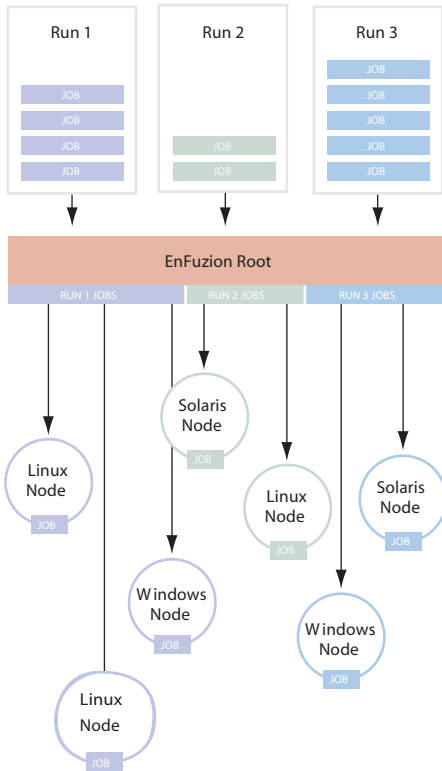 Run 1
Run 2
Run 3
JOB
JOB
JOB
JOB
JOB
JOB
JOB
JOB
JOB
JOB
JOB
EnFuzion Root
RUN 1 JOBS
RUN 2 JOBS
RUN 3 JOBS
Solaris
Node
JOB
Linux
Node
JOB
Linux
Node
JOB
Solaris
Node
JOB
Windows
Node
JOB
Windows
Node
JOB
Linux
Node
JOB